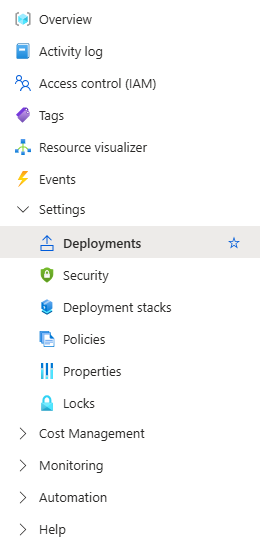 Overview
Activity log
Access control (IAM)
Tags
Resource visualizer
Events
Settings
Deployments
Security
Deployment stacks
Policies
Properties
Locks
Cost Management
Monitoring
Automation
Help